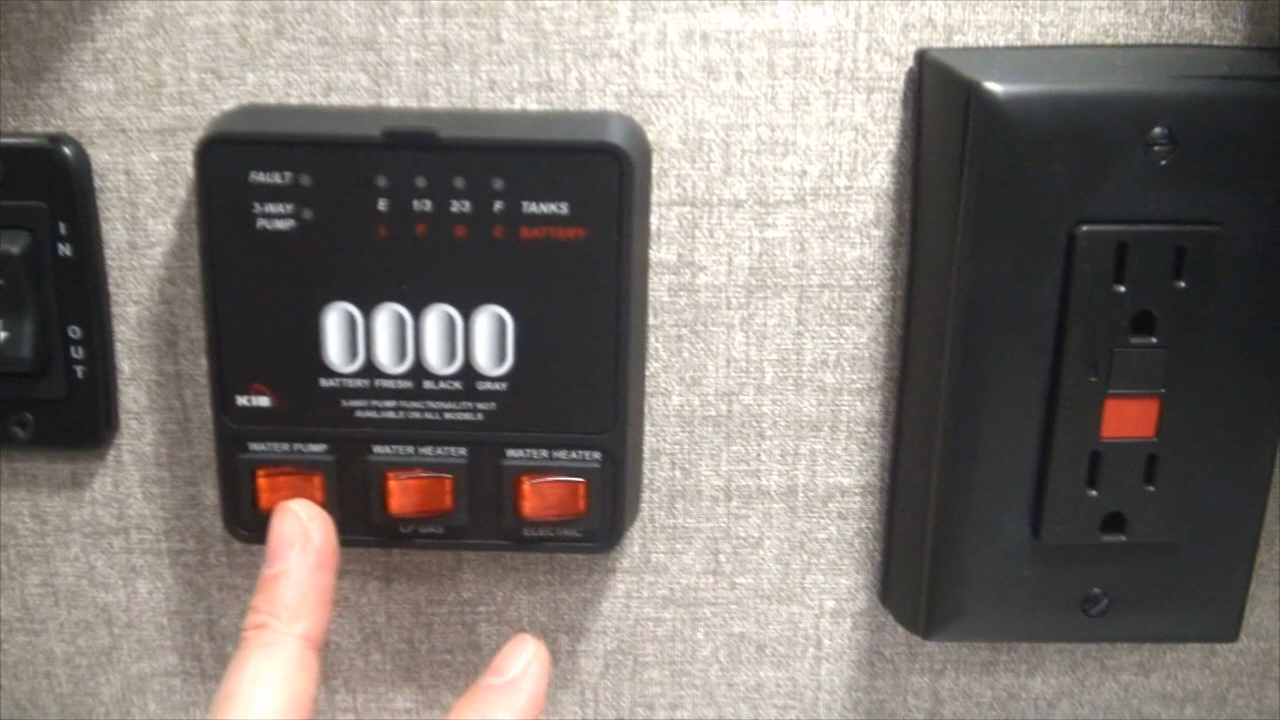 IN
OUT
FAULT
3-WAY
PUMP
E 1/3 2/3 F TANKS
L F G C BATTERY
BATTERY FRESH BLACK GRAY
3-WAY PUMP FUNCTIONALITY NOT
AVAILABLE ON ALL MODELS
KIB
WATER PUMP
WATER HEATER
LP GAS
WATER HEATER
ELECTRIC